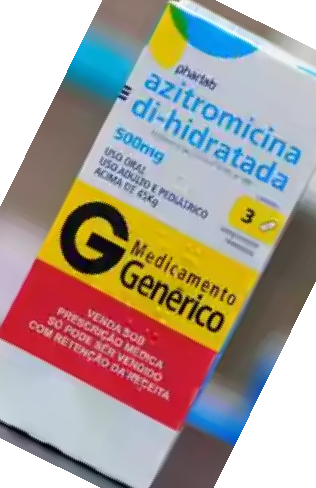 pharlab
azitromicina
di-hidratada
500mg
USO ORAL
USO ADULTO E PEDIÁTRICO
ACIMA DE 45Kg
3
G Medicamento
Genérico
VENDA SOB
PRESCRIÇÃO MÉDICA
SÓ PODE SER VENDIDO
COM RETENÇÃO DA RECEITA